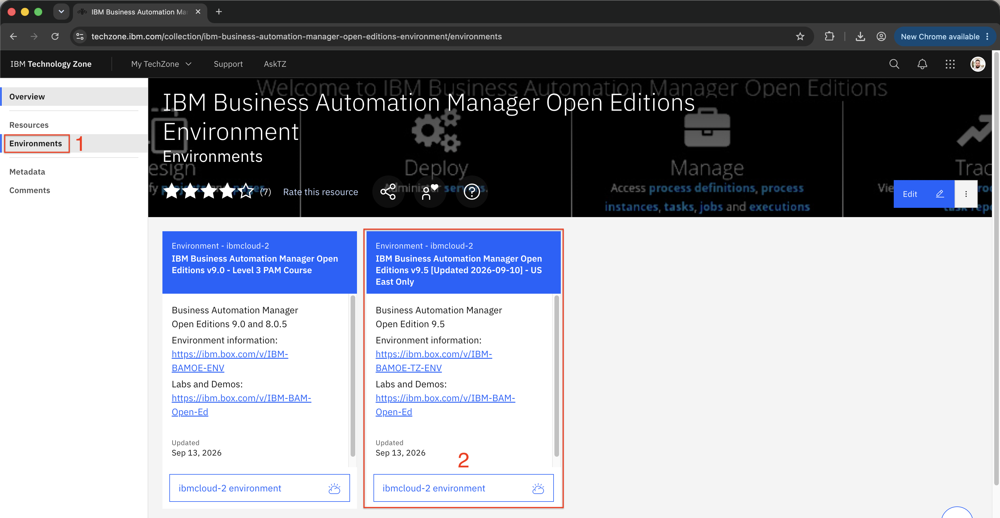 IBM Business Automation Ma
techzone.ibm.com/collection/ibm-business-automation-manager-open-editions-environment/environments
New Chrome available
IBM Technology Zone
My TechZone
Support
AskTZ
Overview
Resources
Environments
1
Metadata
Comments
Welcome to IBM Business Automation Manager Open Editions
IBM Business Automation Manager Open Editions
Environment
Environments
esign
Deploy
Manage
Trac
(7)
Rate this resource
Access process definitions, process
instances, tasks, jobs and executions
Vie
Edit
Environment - ibmcloud-2
IBM Business Automation Manager Open
Editions v9.0 - Level 3 PAM Course
Business Automation Manager
Open Editions 9.0 and 8.0.5
Environment information:
https://ibm.box.com/v/IBM-
BAMOE-ENV
Labs and Demos:
https://ibm.box.com/v/IBM-BAM-
Open-Ed
Updated
Sep 13, 2026
ibmcloud-2 environment
Environment - ibmcloud-2
IBM Business Automation Manager Open
Editions v9.5 [Updated 2026-09-10] - US
East Only
Business Automation Manager
Open Edition 9.5
Environment information:
https://ibm.box.com/v/IBM-
BAMOE-TZ-ENV
Labs and Demos:
https://ibm.box.com/v/IBM-BAM-
Open-Ed
Updated
Sep 13, 2026
2
ibmcloud-2 environment